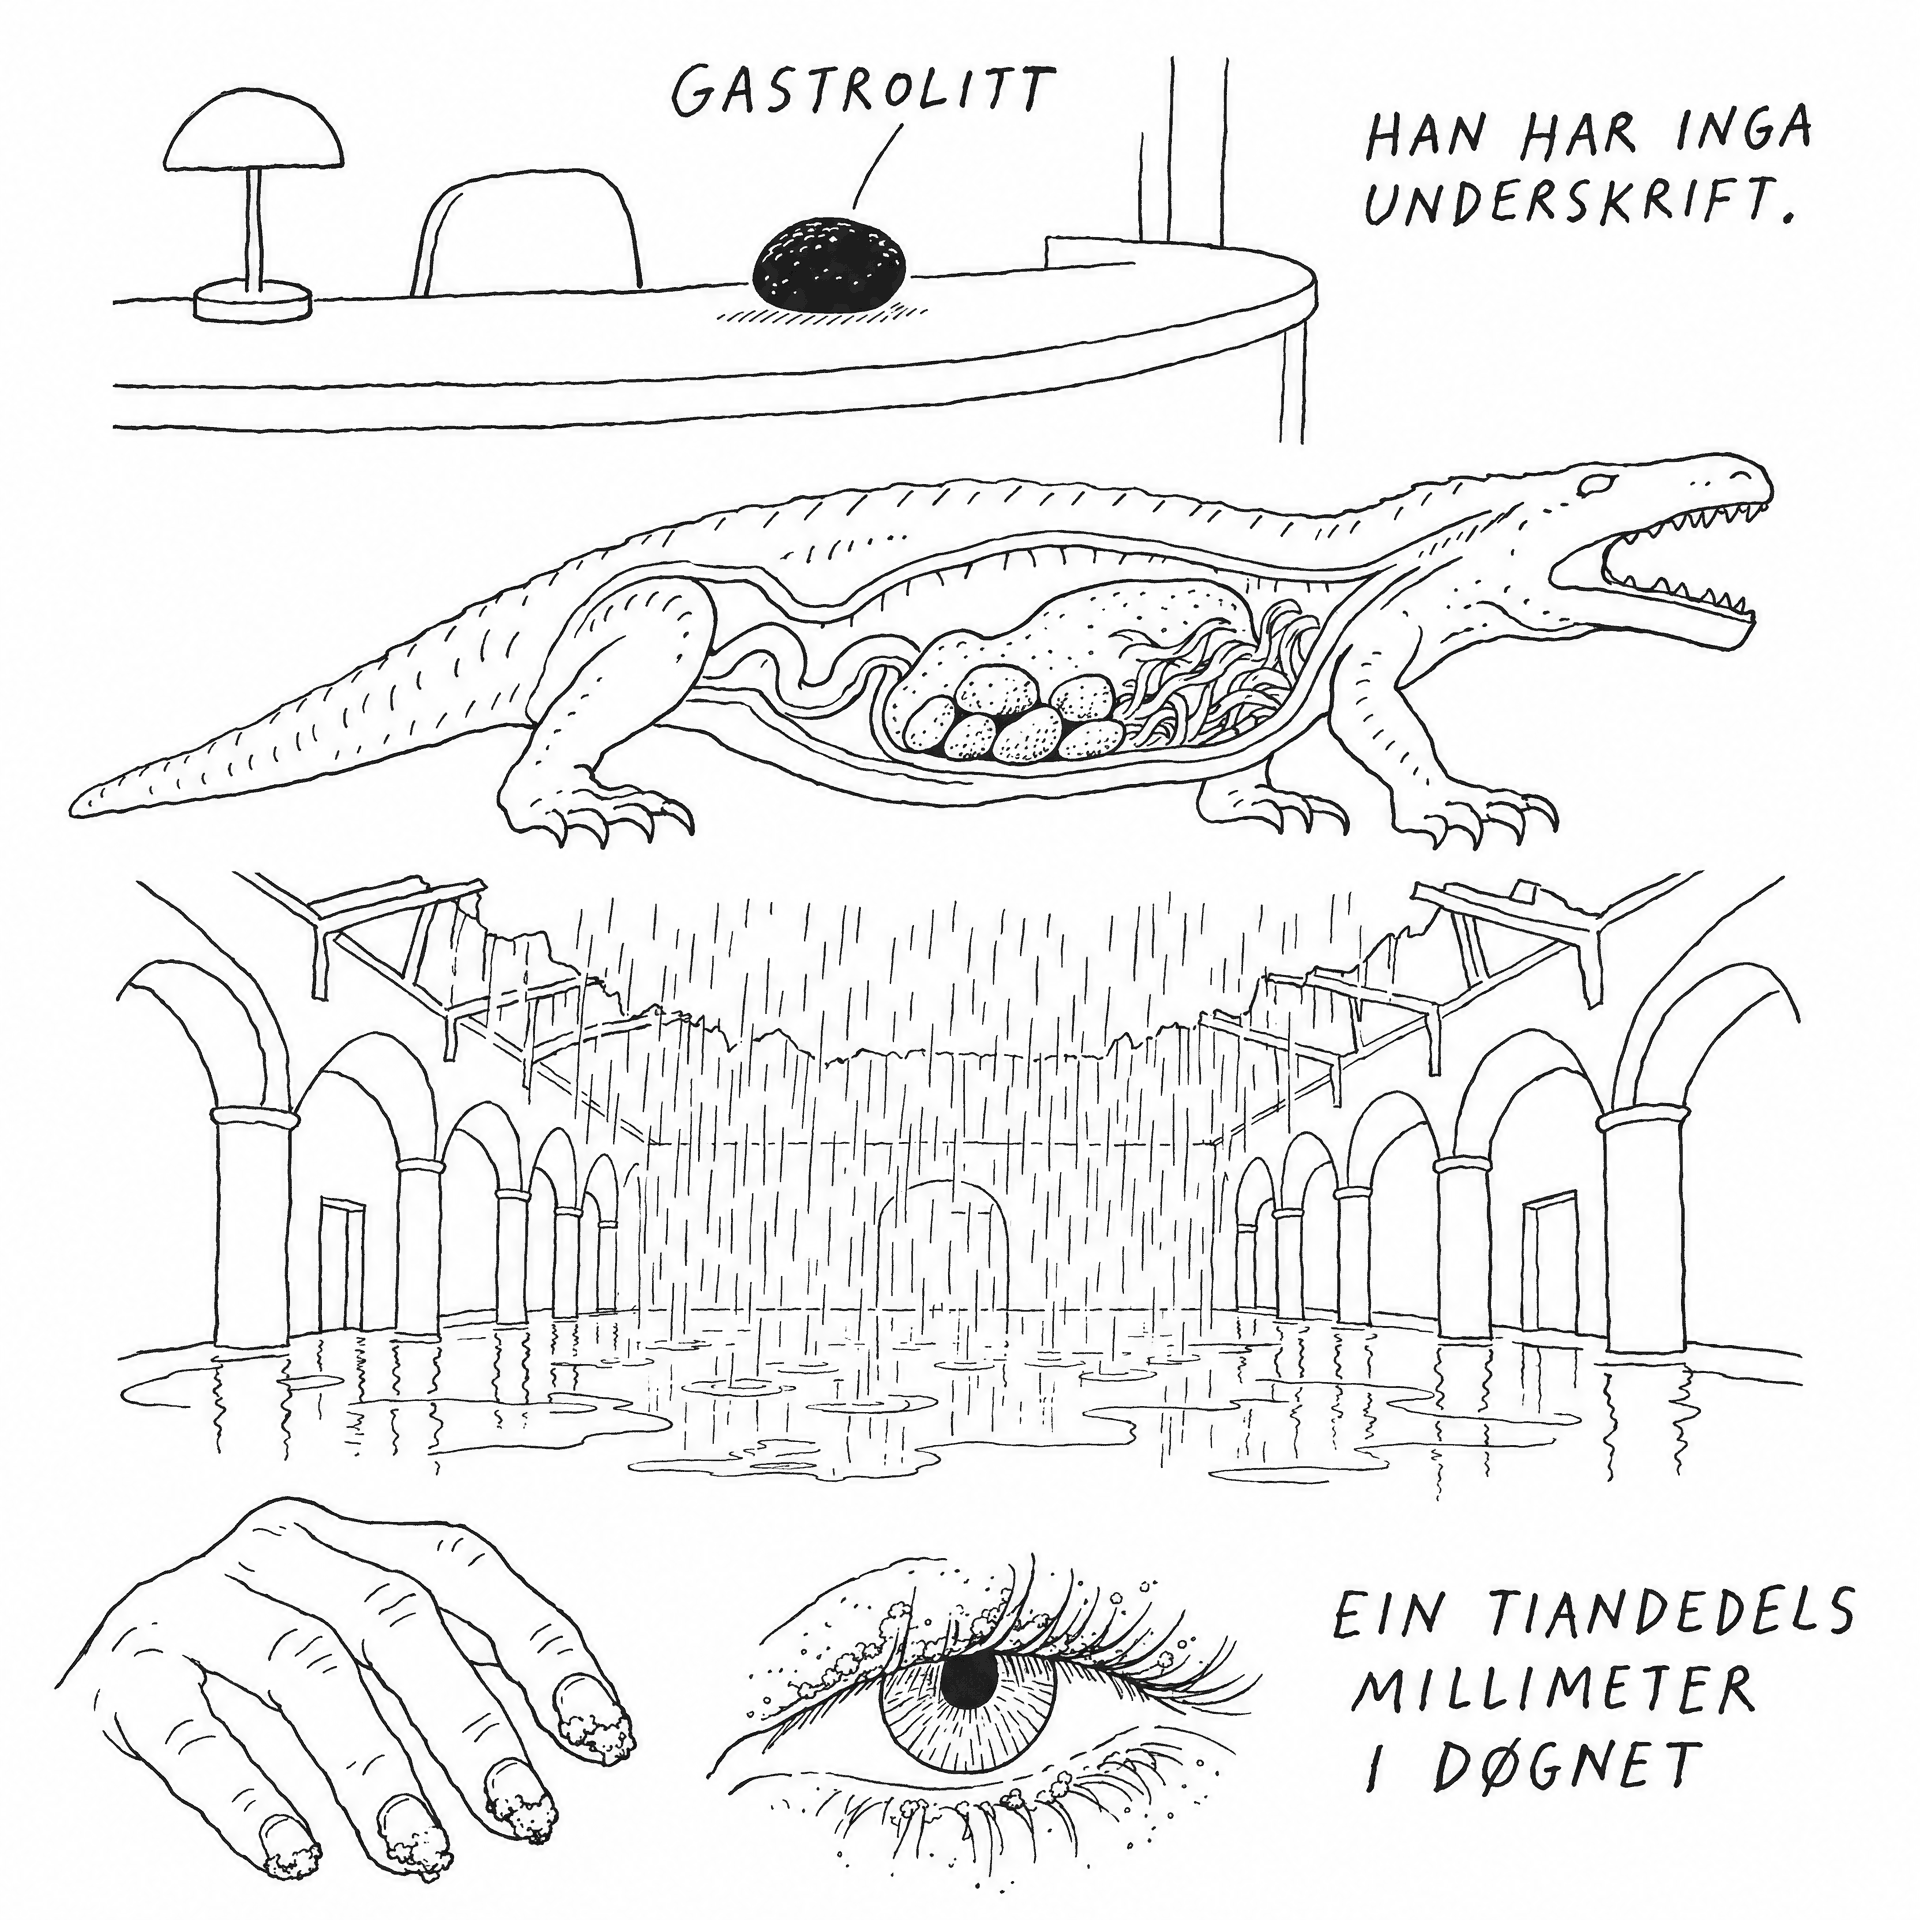 GASTROLITT
HAN HAR INGA
UNDERSKRIFT.
EIN TIANDEDELS
MILLIMETER
I DØGNET